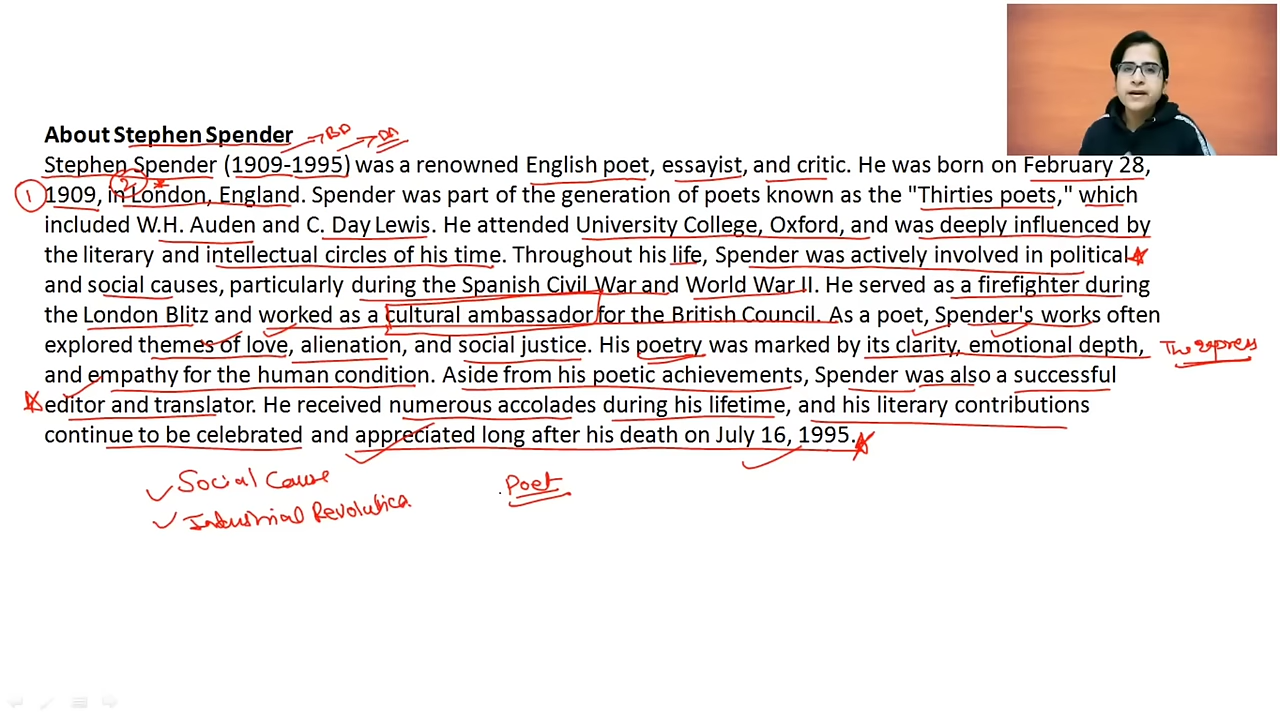 About Stephen Spender → BD → DD
Stephen Spender (1909-1995) was a renowned English poet, essayist, and critic. He was born on February 28,
① 1909, in London, England. Spender was part of the generation of poets known as the "Thirties poets," which
included W.H. Auden and C. Day Lewis. He attended University College, Oxford, and was deeply influenced by
the literary and intellectual circles of his time. Throughout his life, Spender was actively involved in political
and social causes, particularly during the Spanish Civil War and World War II. He served as a firefighter during
the London Blitz and worked as a cultural ambassador for the British Council. As a poet, Spender's works often
explored themes of love, alienation, and social justice. His poetry was marked by its clarity, emotional depth, The express
and empathy for the human condition. Aside from his poetic achievements, Spender was also a successful
editor and translator. He received numerous accolades during his lifetime, and his literary contributions
continue to be celebrated and appreciated long after his death on July 16, 1995.
Social Cause
Poet
Industrial Revolution